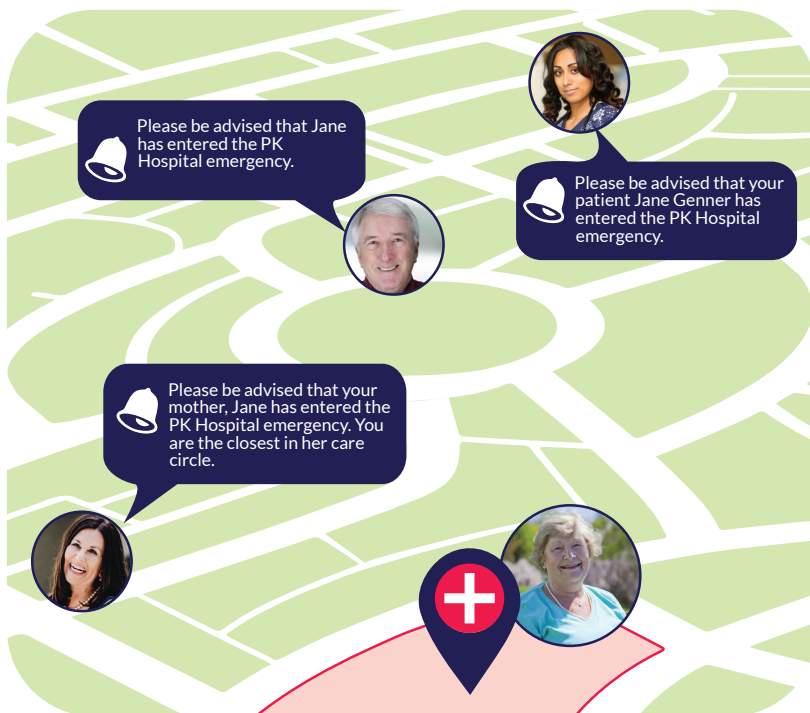 Please be advised that Jane
has entered the PK
Hospital emergency.
Please be advised that your
patient Jane Genner has
entered the PK Hospital
emergency.
Please be advised that your
mother, Jane has entered the
PK Hospital emergency. You
are the closest in her care
circle.